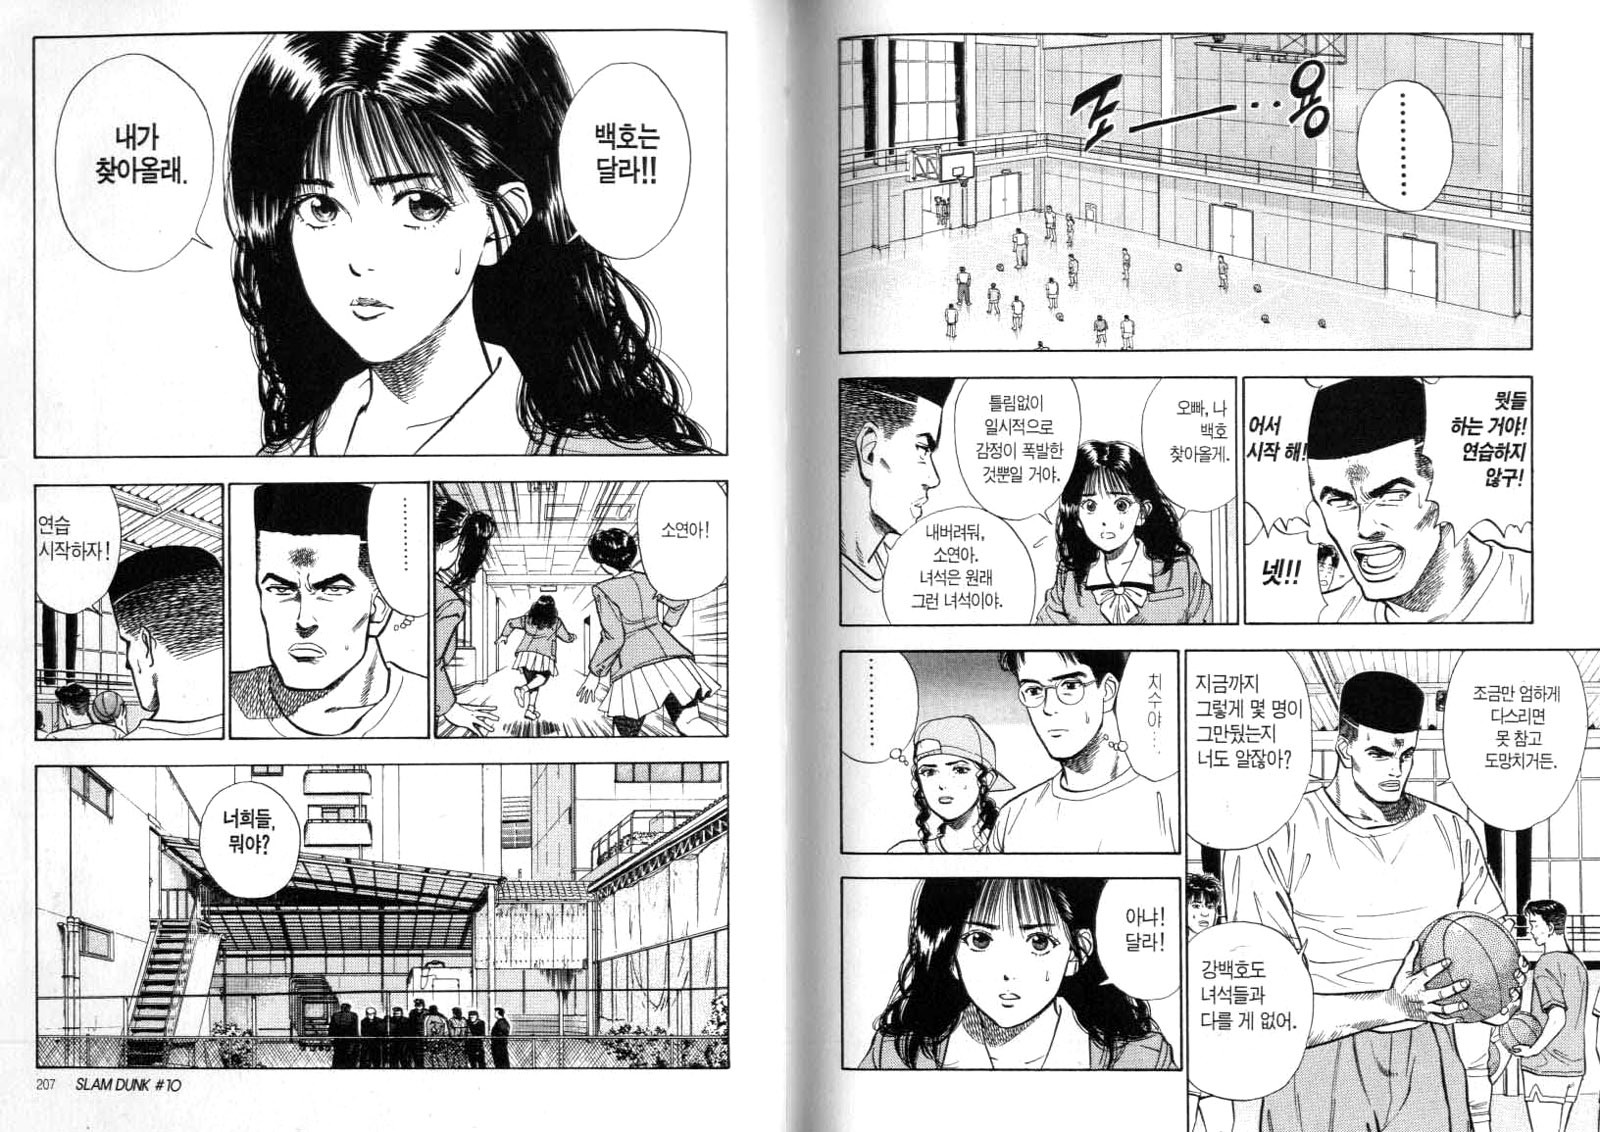 ………
조—‥용
뭣들
하는 거야!
연습하지
않구!
어서
시작 해!
넷!!
오빠, 나
백호
찾아올게.
틀림없이
일시적으로
감정이 폭발한
것뿐일 거야.
내버려둬,
소연아.
녀석은 원래
그런 녀석이야.
조금만 엄하게
다스리면
못 참고
도망치거든.
지금까지
그렇게 몇 명이
그만뒀는지
너도 알잖아?
강백호도
녀석들과
다를 게 없어.
치수야…
………
아냐!
달라!
백호는
달라!!
내가
찾아올래.
소연아!
………
연습
시작하자!
너희들,
뭐야?
207 SLAM DUNK #10